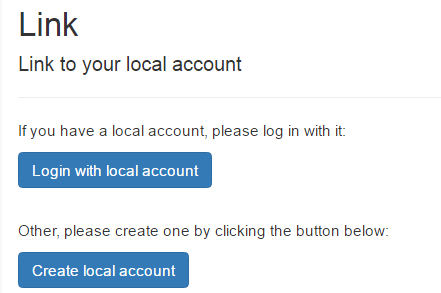 Link
Link to your local account
If you have a local account, please log in with it:
Login with local account
Other, please create one by clicking the button below:
Create local account